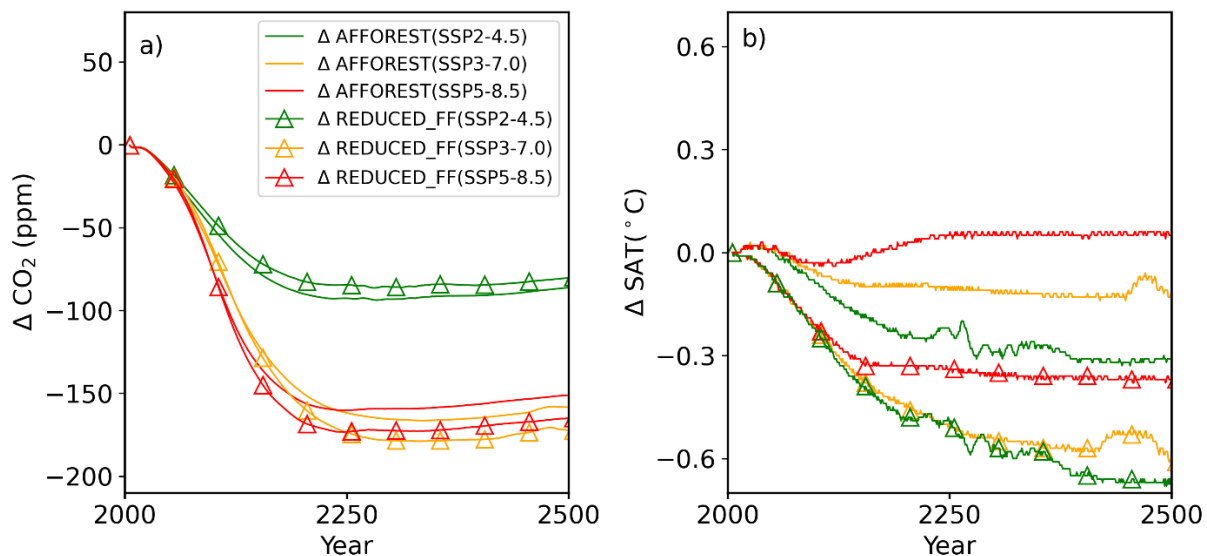 a)
Δ AFFOREST(SSP2-4.5)
Δ AFFOREST(SSP3-7.0)
Δ AFFOREST(SSP5-8.5)
Δ REDUCED_FF(SSP2-4.5)
Δ REDUCED_FF(SSP3-7.0)
Δ REDUCED_FF(SSP5-8.5)
50
0
−50
−100
−150
−200
Δ CO₂ (ppm)
2000
2250
2500
Year
b)
0.6
0.3
0.0
−0.3
−0.6
Δ SAT(°C)
2000
2250
2500
Year